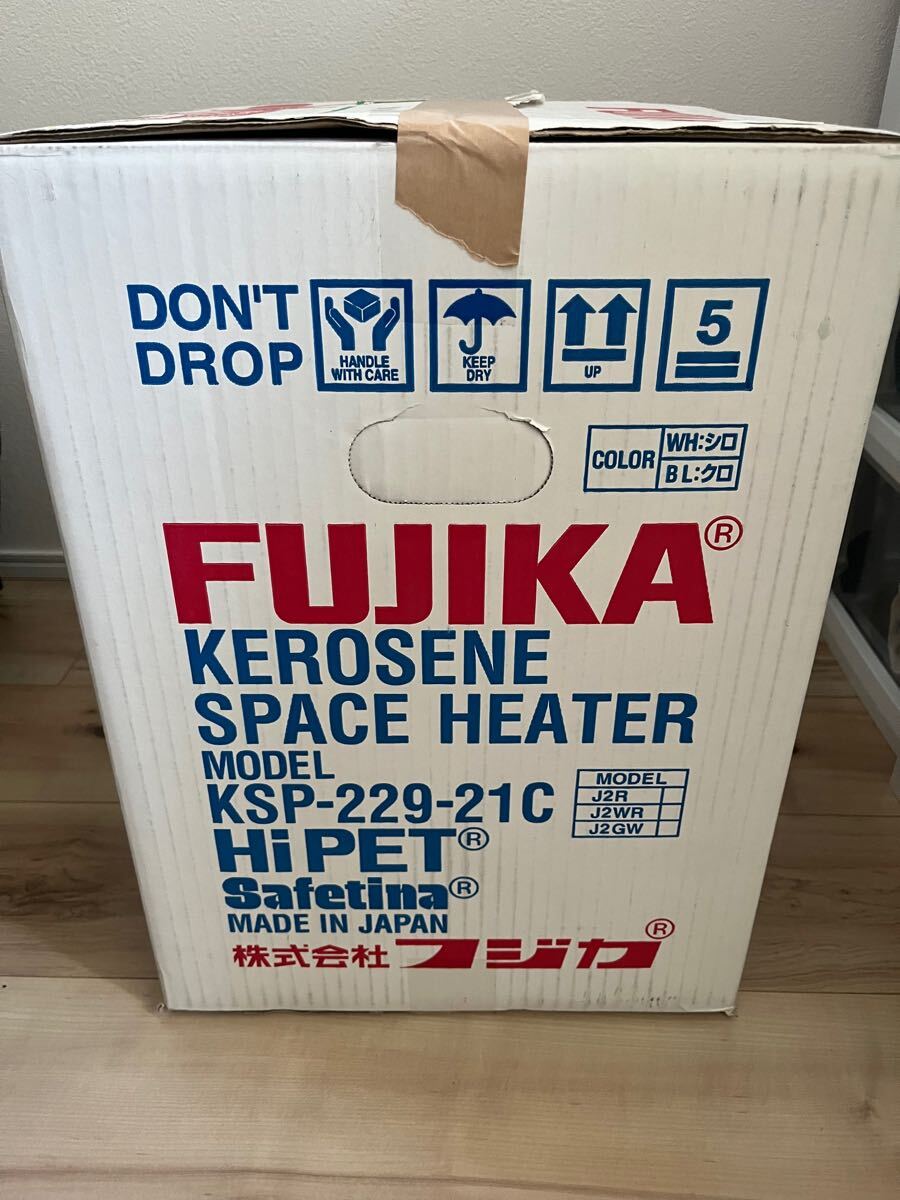 DON'T
DROP
HANDLE
WITH CARE
KEEP
DRY
UP
5
COLOR
WH:シロ
BL:クロ
FUJIKA®
KEROSENE
SPACE HEATER
MODEL
KSP-229-21C
MODEL
J2R
J2WR
J2GW
HiPET®
Safetina®
MADE IN JAPAN
株式会社フジカ®